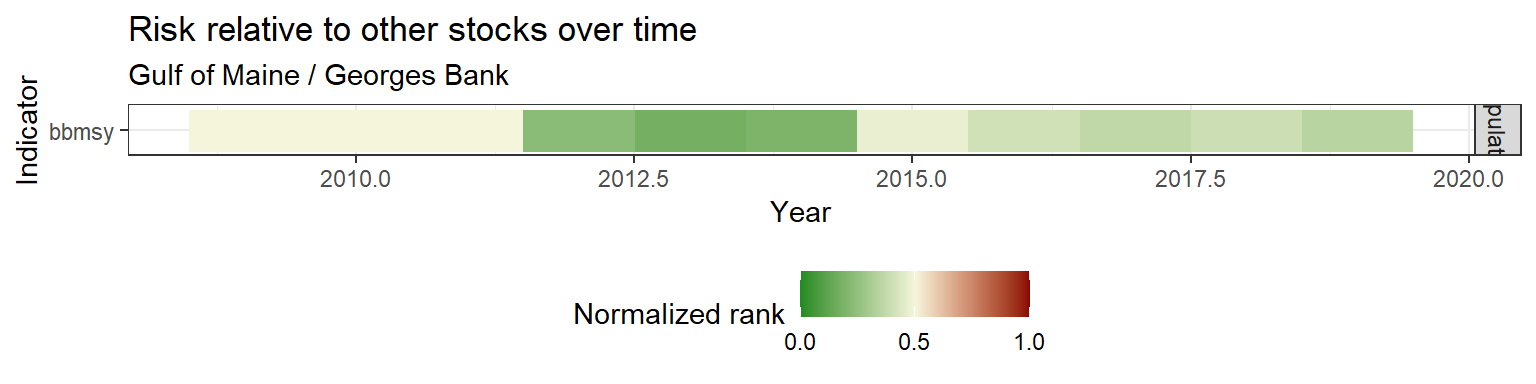 Risk relative to other stocks over time
Gulf of Maine / Georges Bank
Indicator
bbmsy
pulat
2010.0 2012.5 2015.0 2017.5 2020.0
Year
Normalized rank
0.0 0.5 1.0